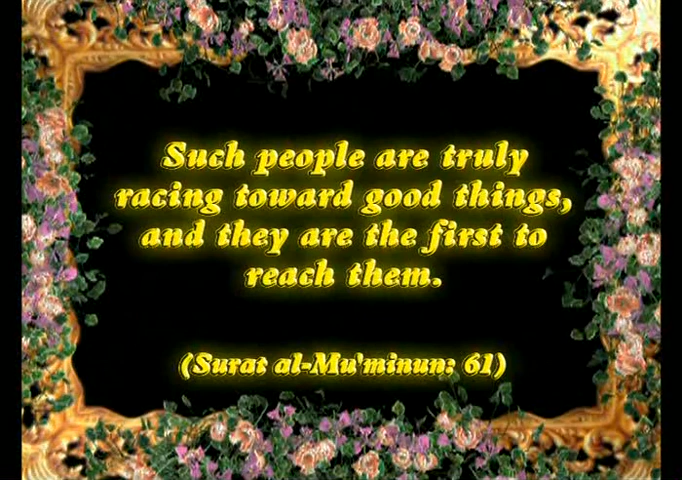 Such people are truly
racing toward good things,
and they are the first to
reach them.
(Surat al-Mu'minun: 61)